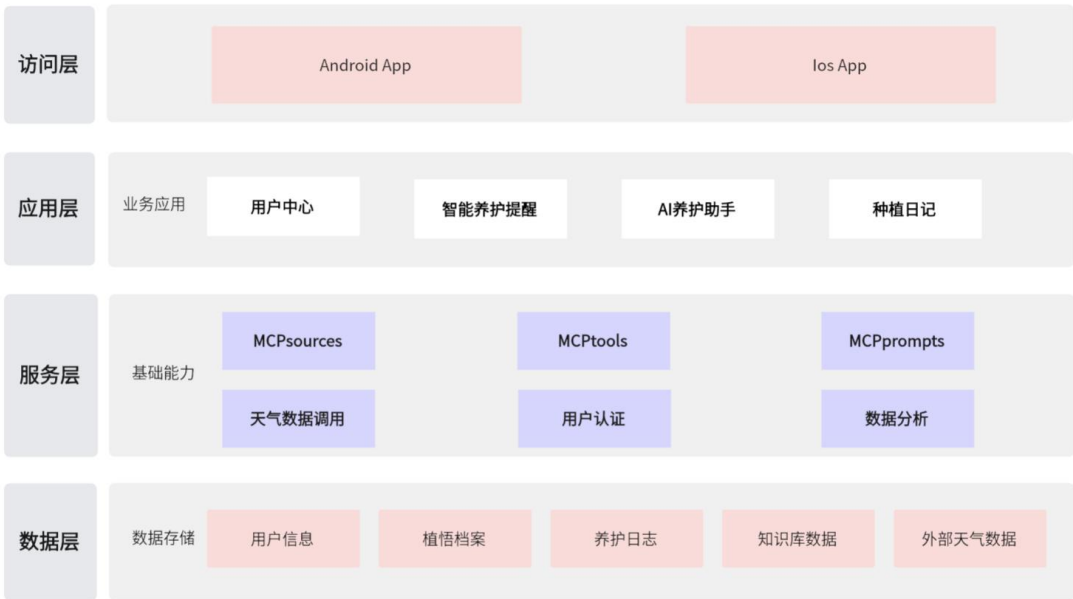 访问层
Android App
Ios App
应用层
业务应用
用户中心
智能养护提醒
AI养护助手
种植日记
服务层
基础能力
MCPsources
MCPtools
MCPprompts
天气数据调用
用户认证
数据分析
数据层
数据存储
用户信息
植悟档案
养护日志
知识库数据
外部天气数据